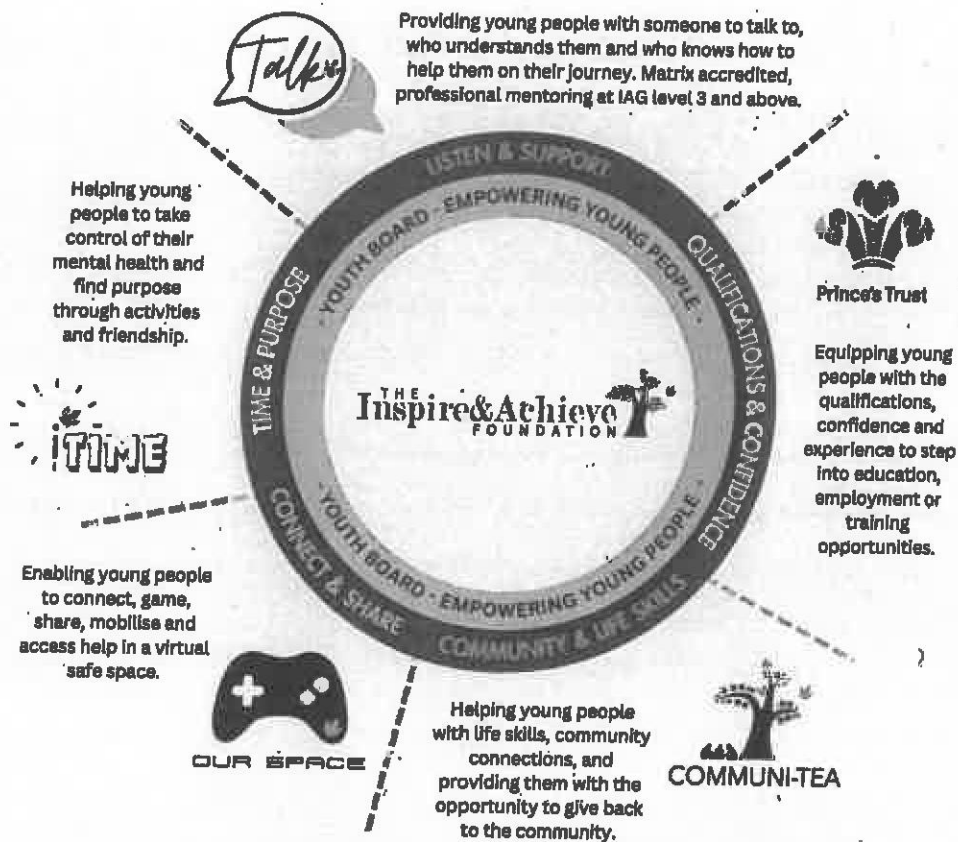 Talk
Providing young people with someone to talk to,
who understands them and who knows how to
help them on their journey. Matrix accredited,
professional mentoring at IAG level 3 and above.
LISTEN & SUPPORT
- YOUTH BOARD - EMPOWERING YOUNG PEOPLE -
QUALIFICATIONS & CONFIDENCE
Prince's Trust
Equipping young
people with the
qualifications,
confidence and
experience to step
into education,
employment or
training
opportunities.
Helping young
people to take
control of their
mental health and
find purpose
through activities
and friendship.
TIME & PURPOSE
iTIME
THE
Inspire&Achieve
FOUNDATION
CONNECT & SHARE
- YOUTH BOARD - EMPOWERING YOUNG PEOPLE -
COMMUNITY & LIFE SKILLS
Enabling young people
to connect, game,
share, mobilise and
access help in a virtual
safe space.
OUR SPACE
Helping young people
with life skills, community
connections, and
providing them with the
opportunity to give back
to the community.
COMMUNI-TEA